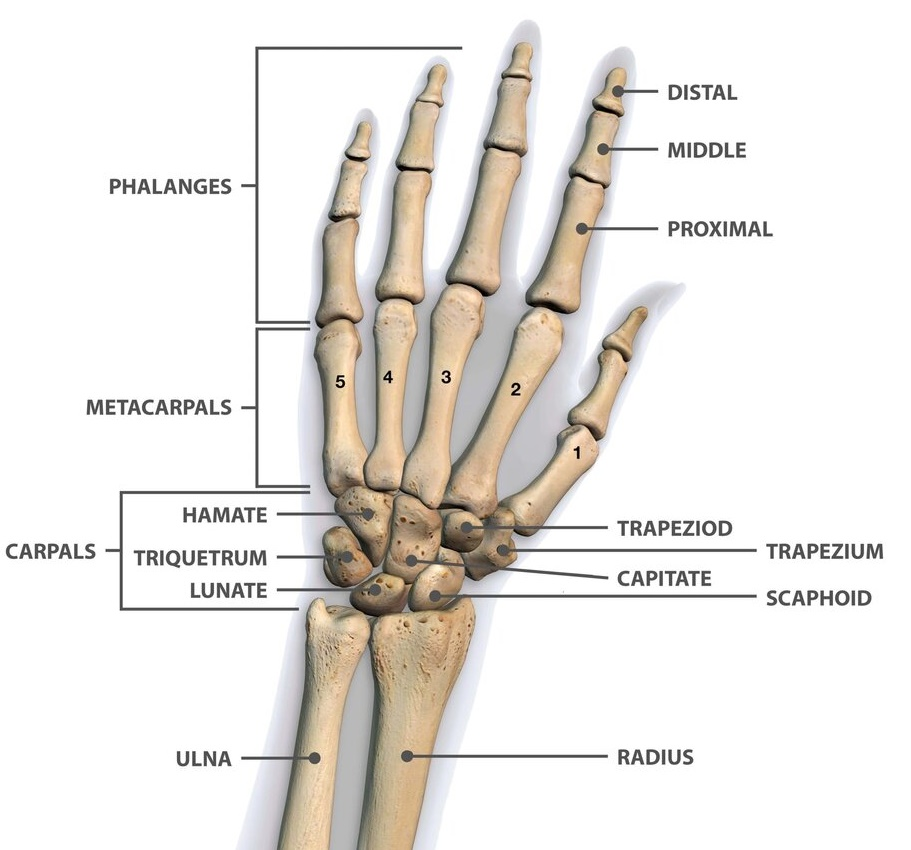 DISTAL
MIDDLE
PHALANGES
PROXIMAL
5
4
3
2
METACARPALS
1
HAMATE
TRAPEZIOD
CARPALS
TRIQUETRUM
TRAPEZIUM
CAPITATE
LUNATE
SCAPHOID
ULNA
RADIUS